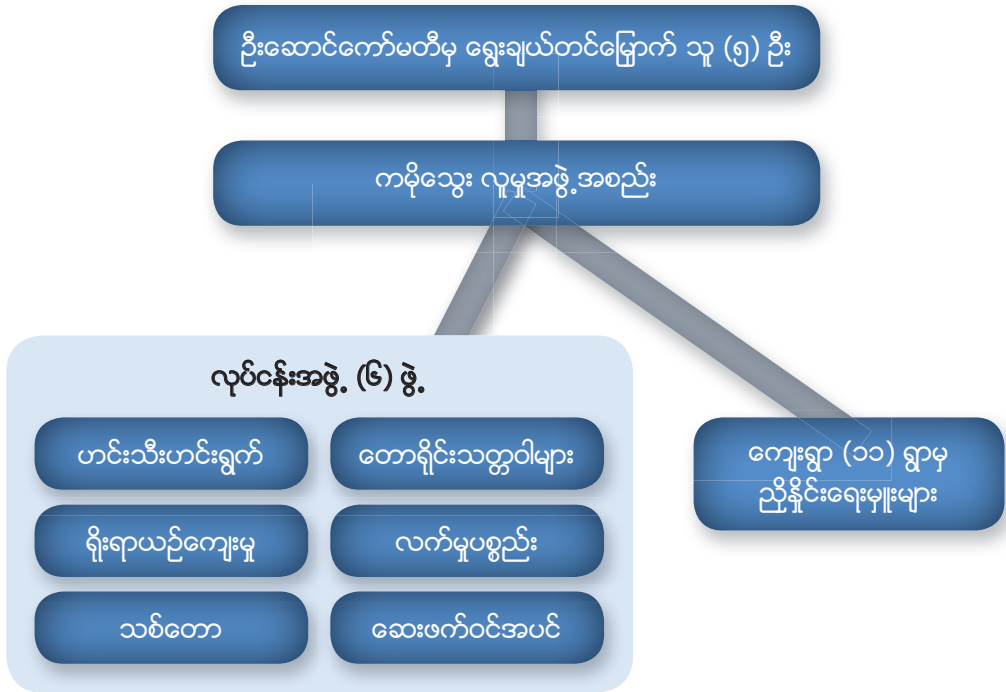 ဦးဆောင်ကော်မတီမှ ရွေးချယ်တင်မြှောက် သူ (၅) ဦး
ကမိုသွေး လူမှုအဖွဲ့အစည်း
လုပ်ငန်းအဖွဲ့ (၆) ဖွဲ့
ဟင်းသီးဟင်းရွက်
တောရိုင်းသတ္တဝါများ
ရိုးရာယဉ်ကျေးမှု
လက်မှုပစ္စည်း
သစ်တော
ဆေးဖက်ဝင်အပင်
ကျေးရွာ (၁၁) ရွာမှ
ညှိနှိုင်းရေးမှူးများ